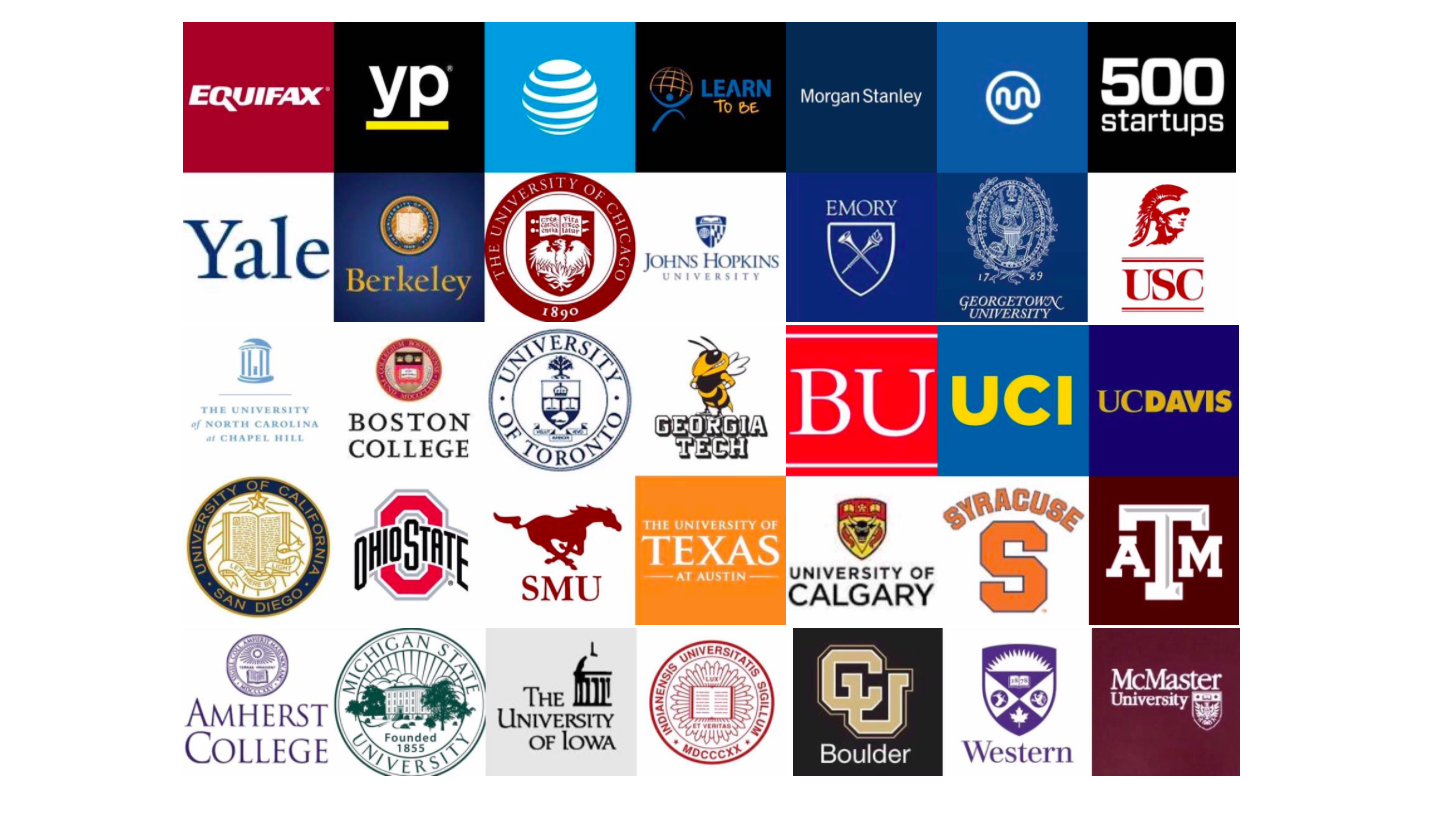 EQUIFAX
yp
LEARN
TO BE
Morgan Stanley
500
startups
Yale
Berkeley
THE UNIVERSITY OF CHICAGO
1890
JOHNS HOPKINS
UNIVERSITY
EMORY
17 89
GEORGETOWN
UNIVERSITY
USC
THE UNIVERSITY
of NORTH CAROLINA
at CHAPEL HILL
BOSTON
COLLEGE
UNIVERSITY
OF TORONTO
GEORGIA
TECH
BU
UCI
UCDAVIS
UNIVERSITY OF CALIFORNIA
SAN DIEGO
OHIO STATE
SMU
THE UNIVERSITY OF
TEXAS
AT AUSTIN
UNIVERSITY OF
CALGARY
SYRACUSE
S
ATM
AMHERST
COLLEGE
MICHIGAN STATE
Founded
1855
UNIVERSITY
THE
UNIVERSITY
OF IOWA
INDIANENSIS UNIVERSITATIS SIGILLUM
LUX
ET VERITAS
MDCCCXX
CU
Boulder
1878
Western
McMaster
University